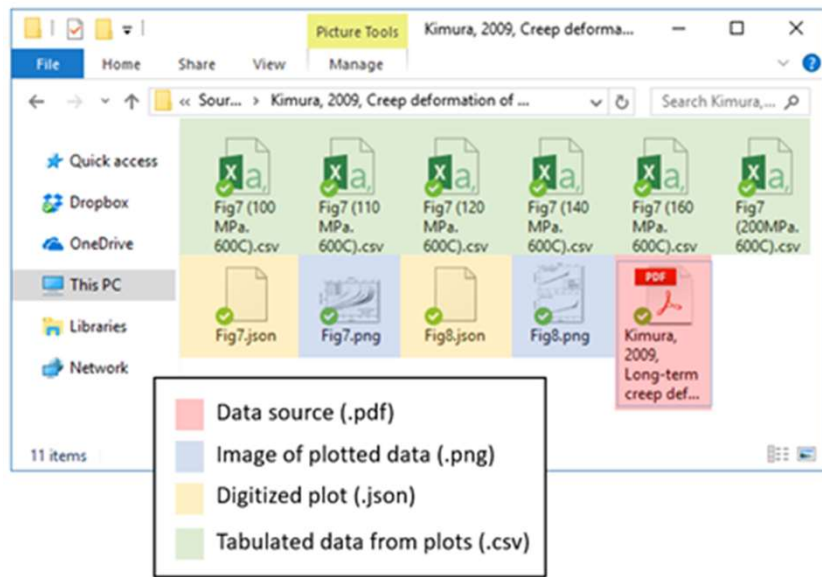 Picture Tools Kimura, 2009, Creep deforma...
File Home Share View Manage
« Sour... > Kimura, 2009, Creep deformation of ... Search Kimura,...
Quick access
Dropbox
OneDrive
This PC
Libraries
Network
Fig7 (100 MPa. 600C).csv
Fig7 (110 MPa. 600C).csv
Fig7 (120 MPa. 600C).csv
Fig7 (140 MPa. 600C).csv
Fig7 (160 MPa. 600C).csv
Fig7 (200MPa. 600C).csv
Fig7.json
Fig7.png
Fig8.json
Fig8.png
PDF
Kimura,
2009,
Long-term
creep def...
Data source (.pdf)
Image of plotted data (.png)
Digitized plot (.json)
Tabulated data from plots (.csv)
11 items